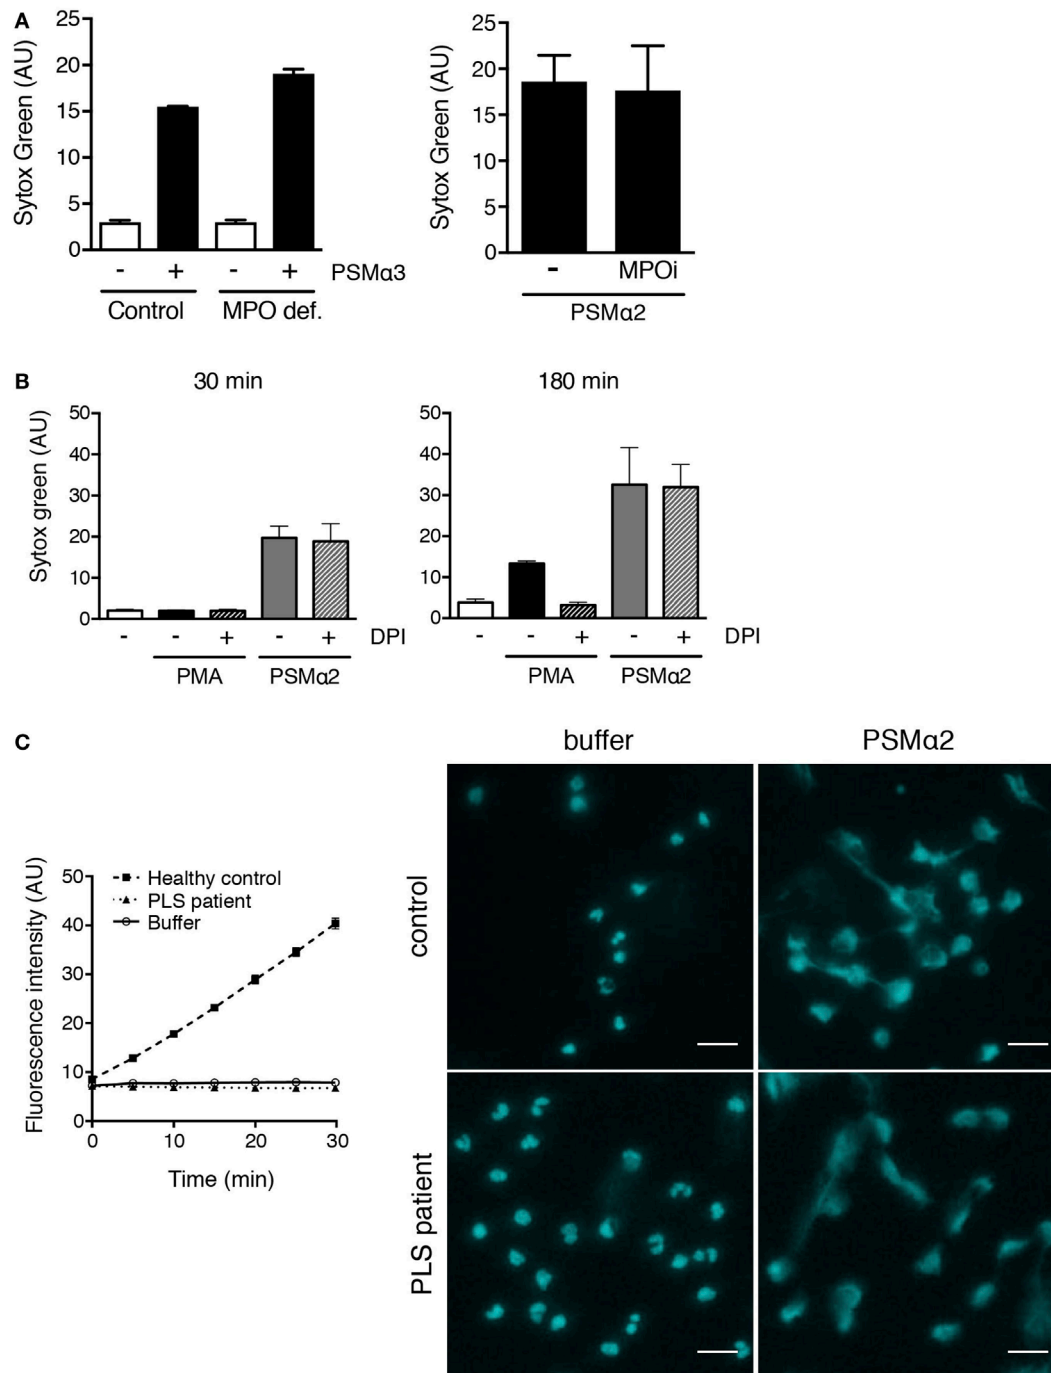 A
Sytox Green (AU)
25
20
15
10
5
0
- + - + PSMα3
Control MPO def.
Sytox Green (AU)
25
20
15
10
5
0
- MPOi
PSMα2
B
30 min
Sytox green (AU)
50
40
30
20
10
0
- - + - + DPI
PMA PSMα2
180 min
50
40
30
20
10
0
- - + - + DPI
PMA PSMα2
C
Fluorescence intensity (AU)
50
40
30
20
10
0
Healthy control
PLS patient
Buffer
0 10 20 30
Time (min)
buffer PSMα2
control
PLS patient